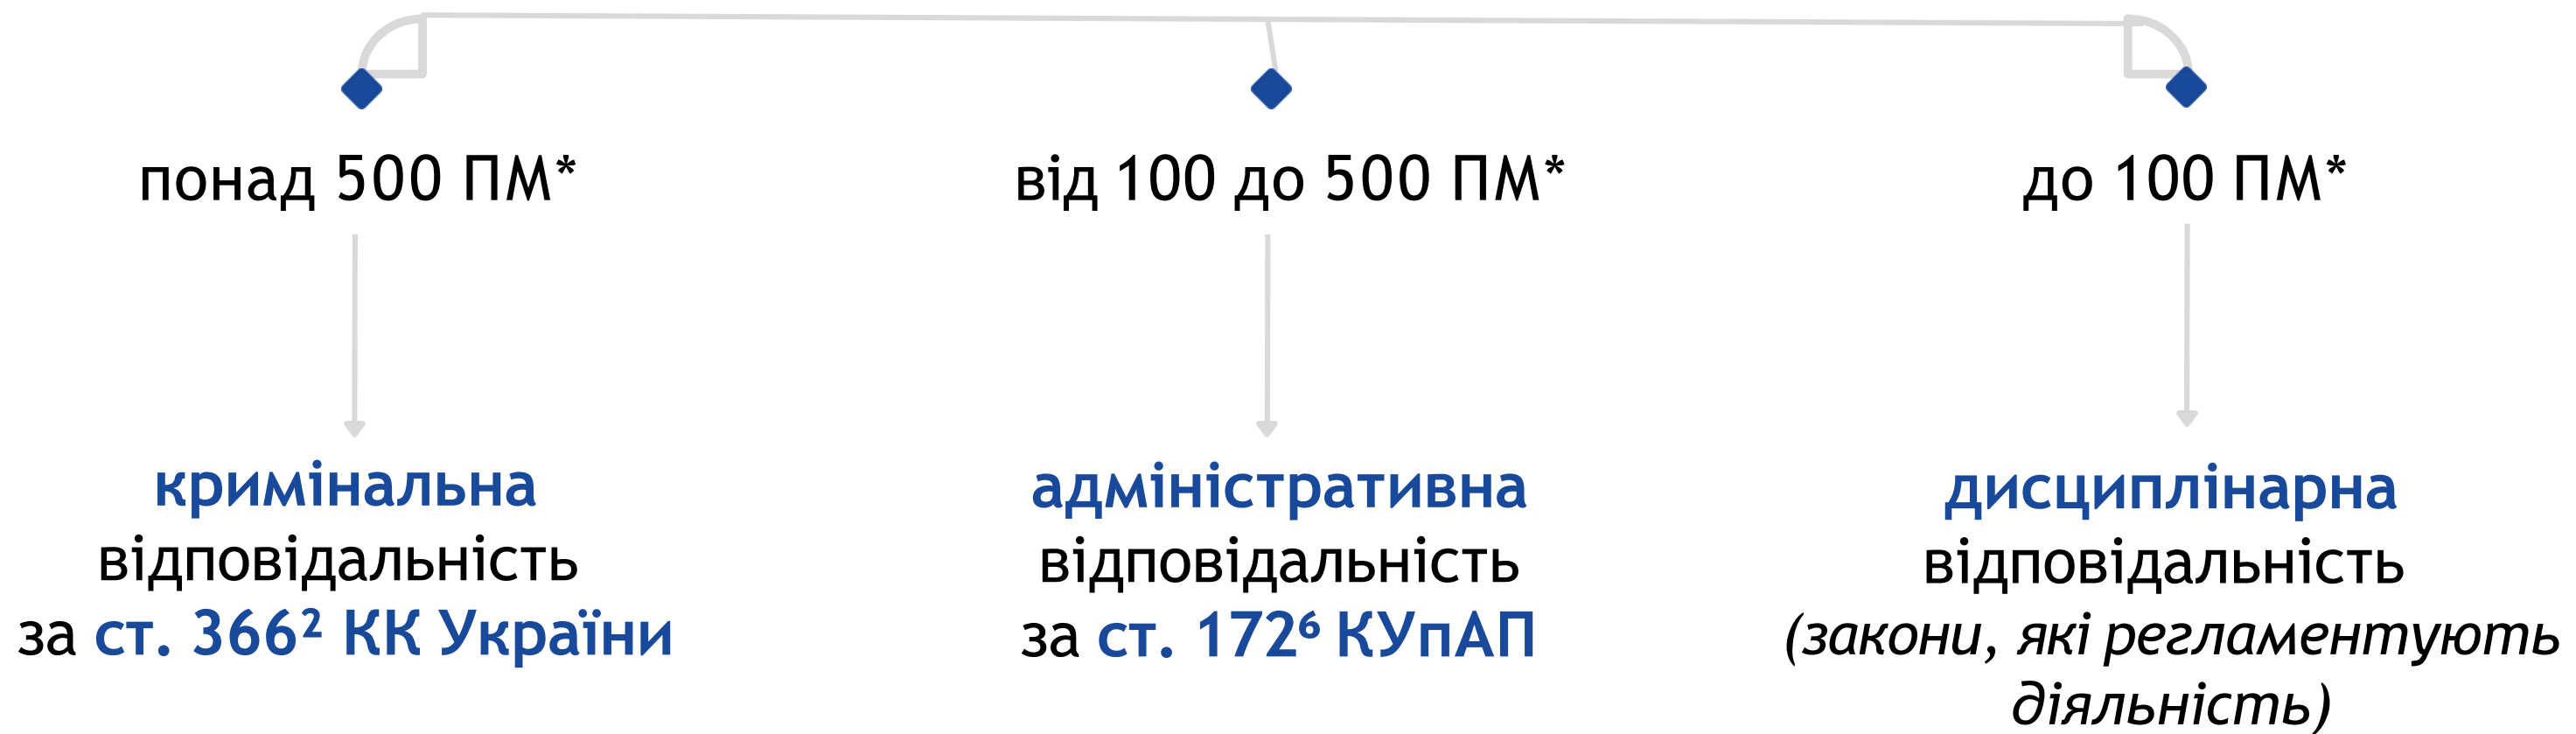 понад 500 ПМ*
від 100 до 500 ПМ*
до 100 ПМ*
кримінальна
відповідальність
за ст. 366² КК України
адміністративна
відповідальність
за ст. 172⁶ КУпАП
дисциплінарна
відповідальність
(закони, які регламентують
діяльність)